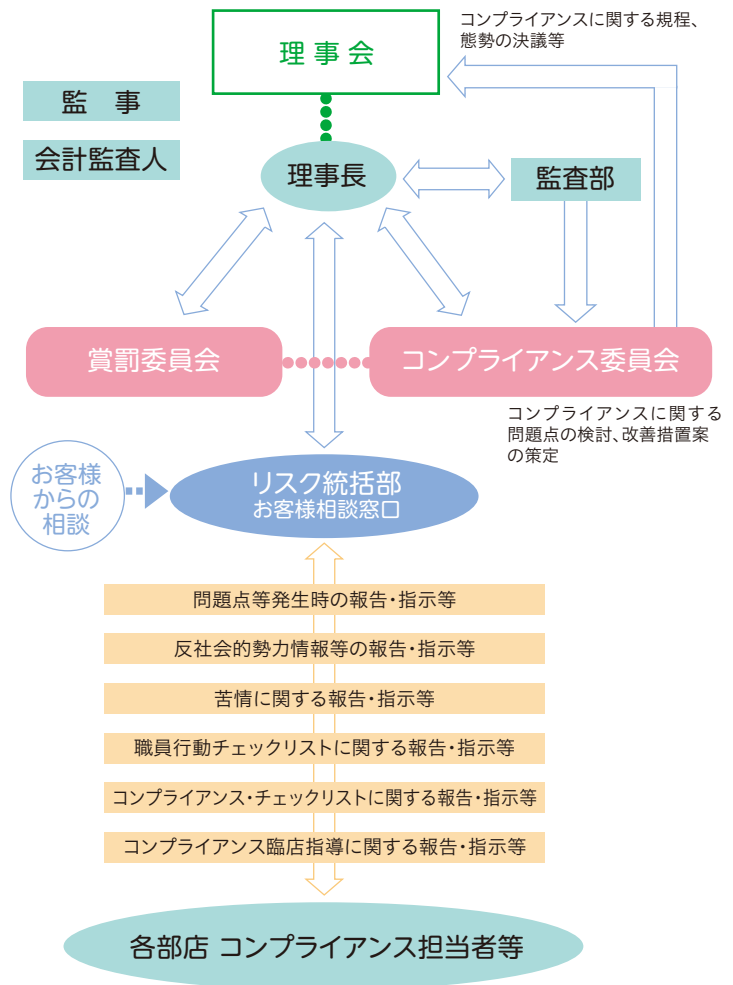 コンプライアンスに関する規程、
態勢の決議等
理事会
監　事
会計監査人
理事長
監査部
賞罰委員会
コンプライアンス委員会
コンプライアンスに関する
問題点の検討、改善措置案
の策定
お客様
からの
相談
リスク統括部
お客様相談窓口
問題点等発生時の報告・指示等
反社会的勢力情報等の報告・指示等
苦情に関する報告・指示等
職員行動チェックリストに関する報告・指示等
コンプライアンス・チェックリストに関する報告・指示等
コンプライアンス臨店指導に関する報告・指示等
各部店 コンプライアンス担当者等